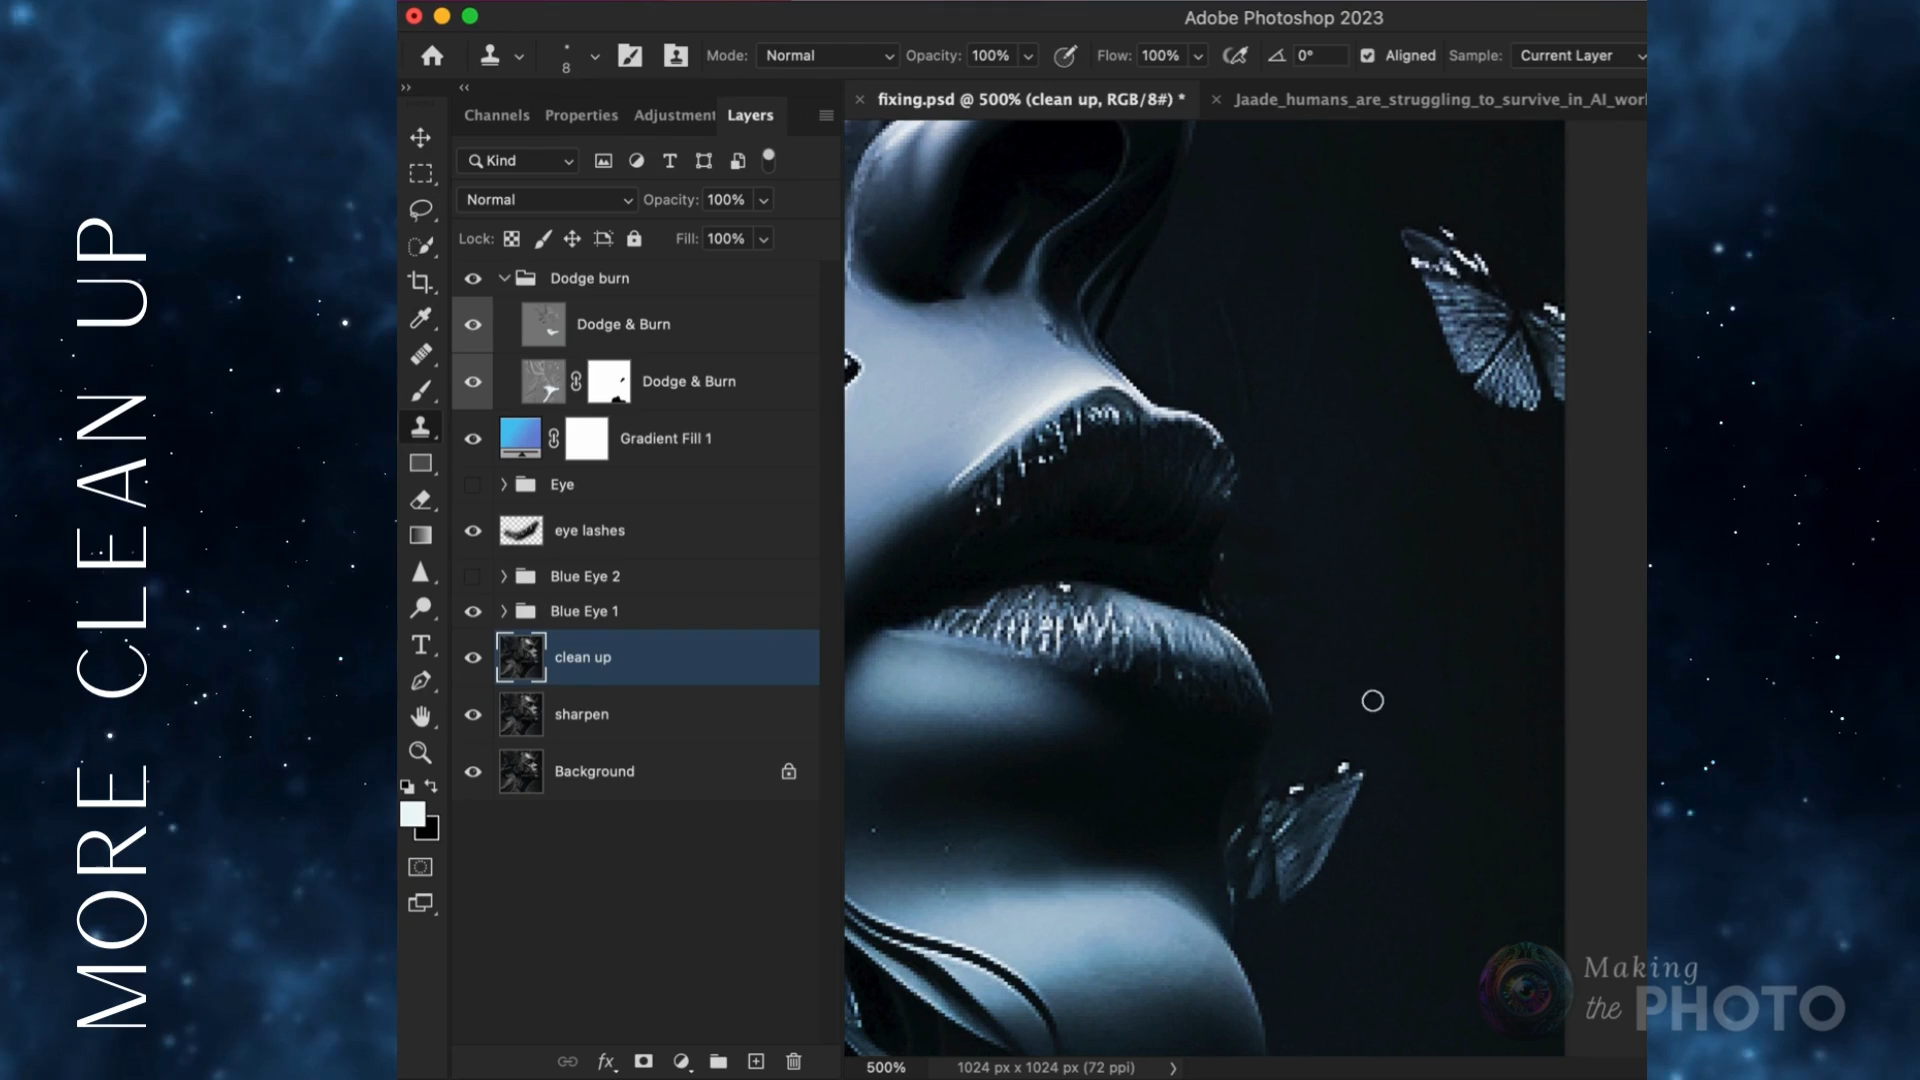 MORE CLEAN UP
Adobe Photoshop 2023
8
Mode: Normal Opacity: 100% Flow: 100% 0° Aligned Sample: Current Layer
fixing.psd @ 500% (clean up, RGB/8#) * Jaade_humans_are_struggling_to_survive_in_AI_worl
Channels Properties Adjustment Layers
Kind
Normal Opacity: 100%
Lock: Fill: 100%
Dodge burn
Dodge & Burn
Dodge & Burn
Gradient Fill 1
Eye
eye lashes
Blue Eye 2
Blue Eye 1
clean up
sharpen
Background
500% 1024 px x 1024 px (72 ppi)
Making
the PHOTO